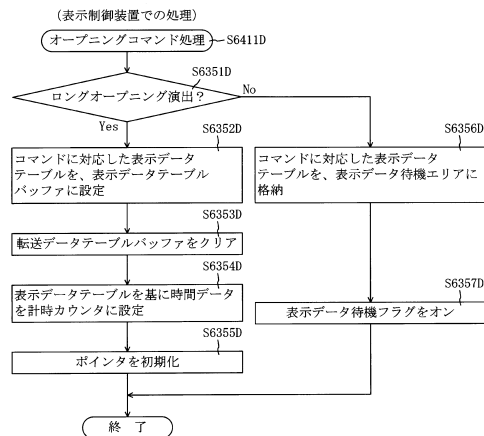 (表示制御装置での処理)
オープニングコマンド処理
S6411D
S6351D
ロングオープニング演出?
No
Yes
S6352D
コマンドに対応した表示データ
テーブルを、表示データテーブル
バッファに設定
S6353D
転送データテーブルバッファをクリア
S6354D
表示データテーブルを基に時間データ
を計時カウンタに設定
S6355D
ポインタを初期化
S6356D
コマンドに対応した表示データ
テーブルを、表示データ待機エリアに
格納
S6357D
表示データ待機フラグをオン
終 了